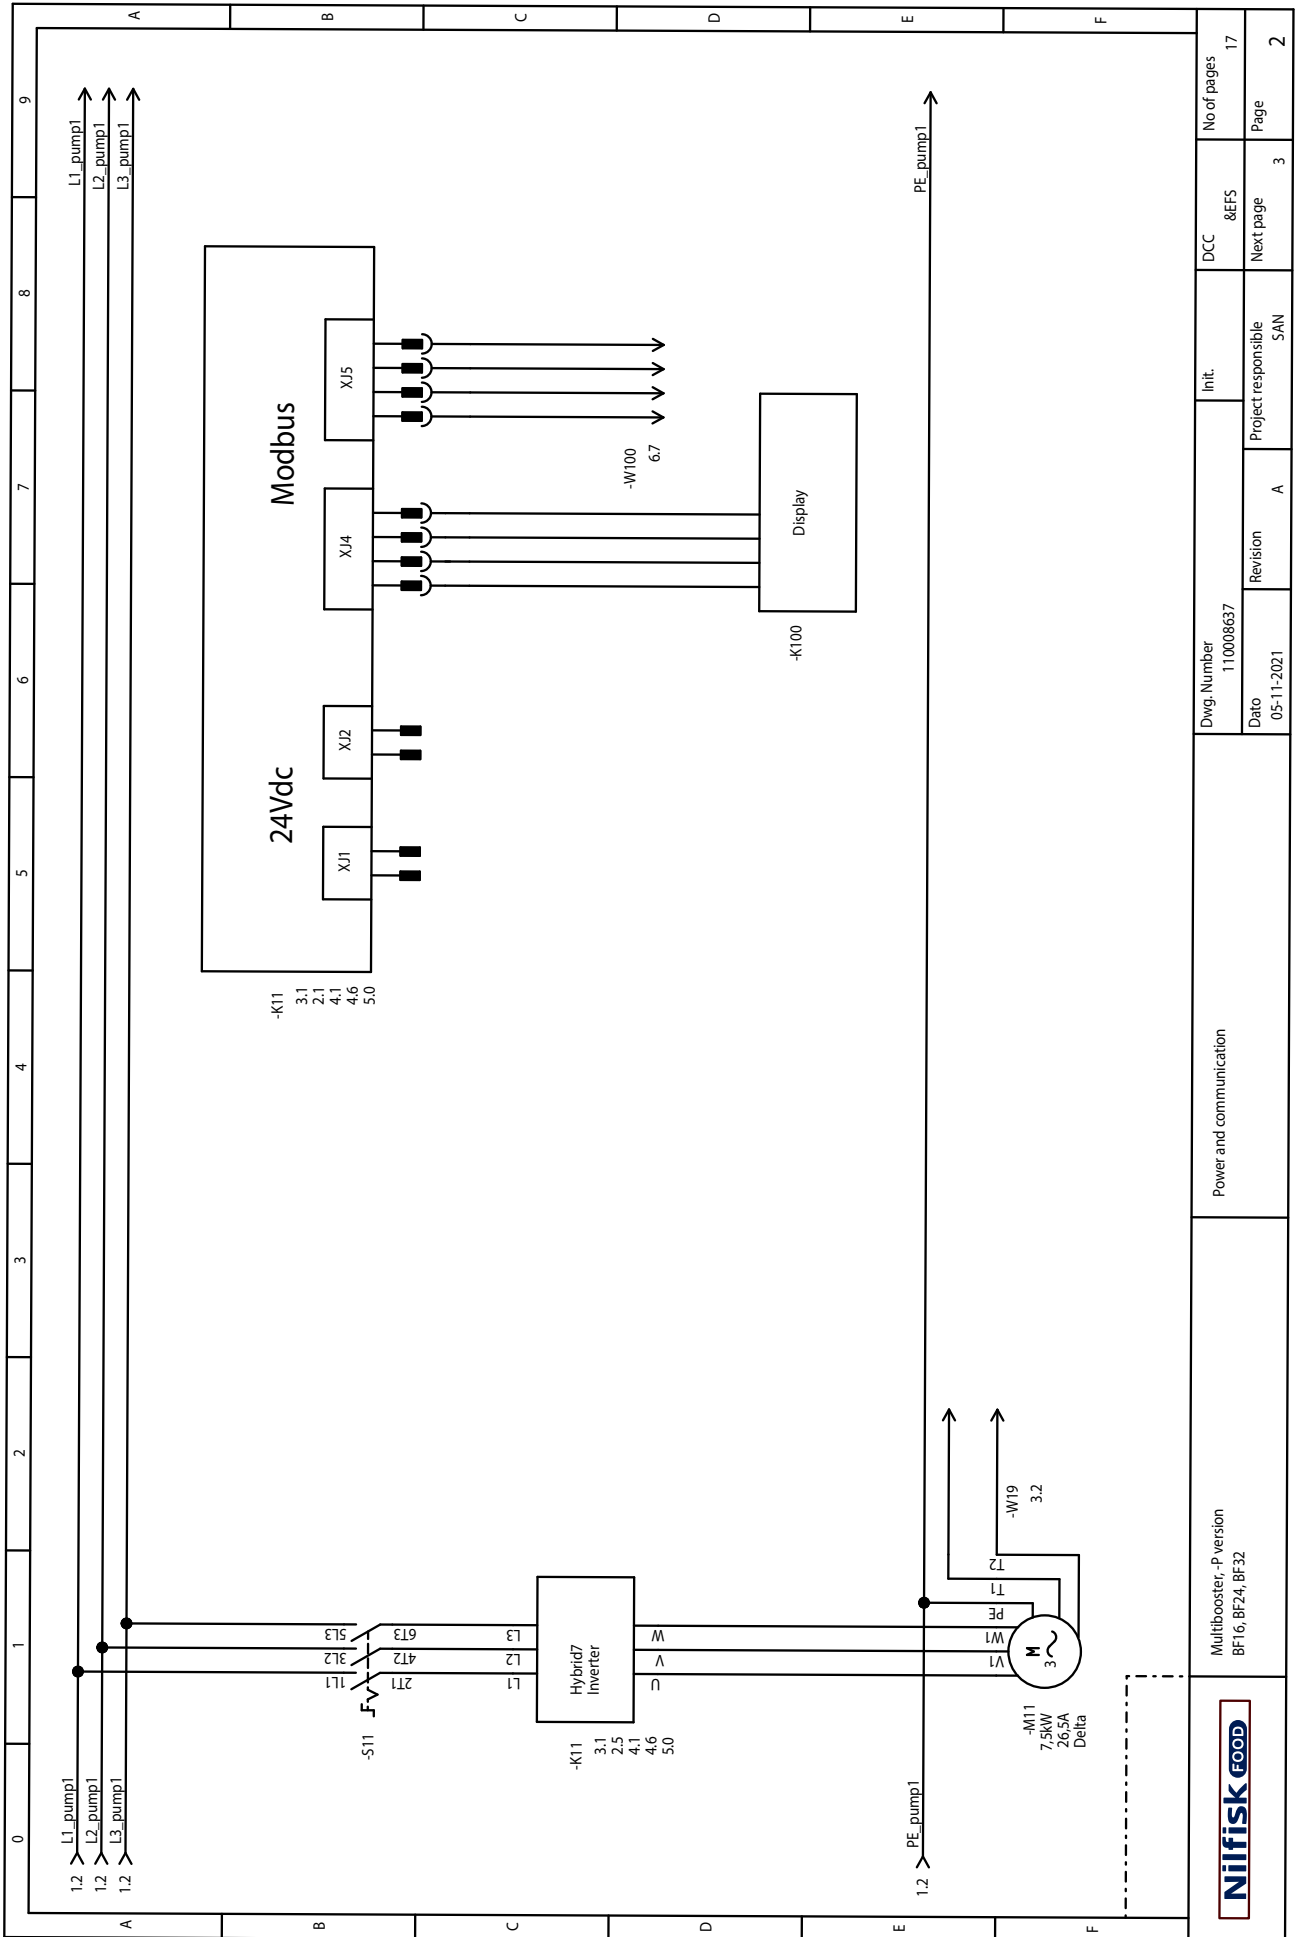 0 1 2 3 4 5 6 7 8 9
A
B
C
D
E
F
A
B
C
D
E
F
1.2 L1_pump1
1.2 L2_pump1
1.2 L3_pump1
L1_pump1
L2_pump1
L3_pump1
-S11
1L1 3L2 5L3
2T1 4T2 6T3
L1 L2 L3
-K11
3.1
2.5
4.1
4.6
5.0
Hybrid7
Inverter
U V W
-K11
3.1
2.1
4.1
4.6
5.0
24Vdc
Modbus
XJ1
XJ2
XJ4
XJ5
-W100
6.7
-K100
Display
1.2 PE_pump1
PE_pump1
V1 W1 PE T1 T2
-M11
7,5kW
26,5A
Delta
M
3
-W19
3.2
Nilfisk FOOD
Multibooster, -P version
BF16, BF24, BF32
Power and communication
Dwg. Number
110008637
Init.
DCC
&EFS
No of pages
17
Dato
05-11-2021
Revision
A
Project responsible
SAN
Next page
3
Page
2